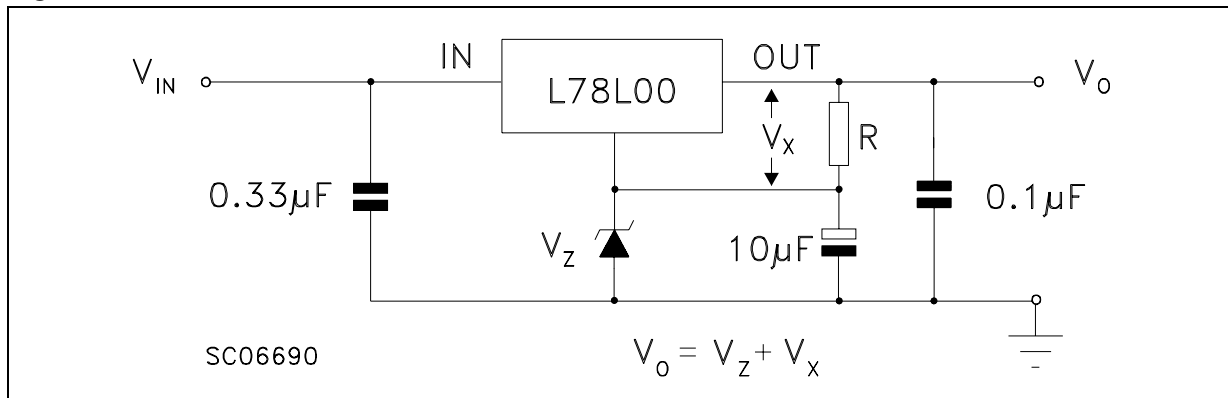 IN
OUT
V_IN
L78L00
V_O
V_X
R
0.33µF
0.1µF
V_Z
10µF
SC06690
V_O = V_Z + V_X